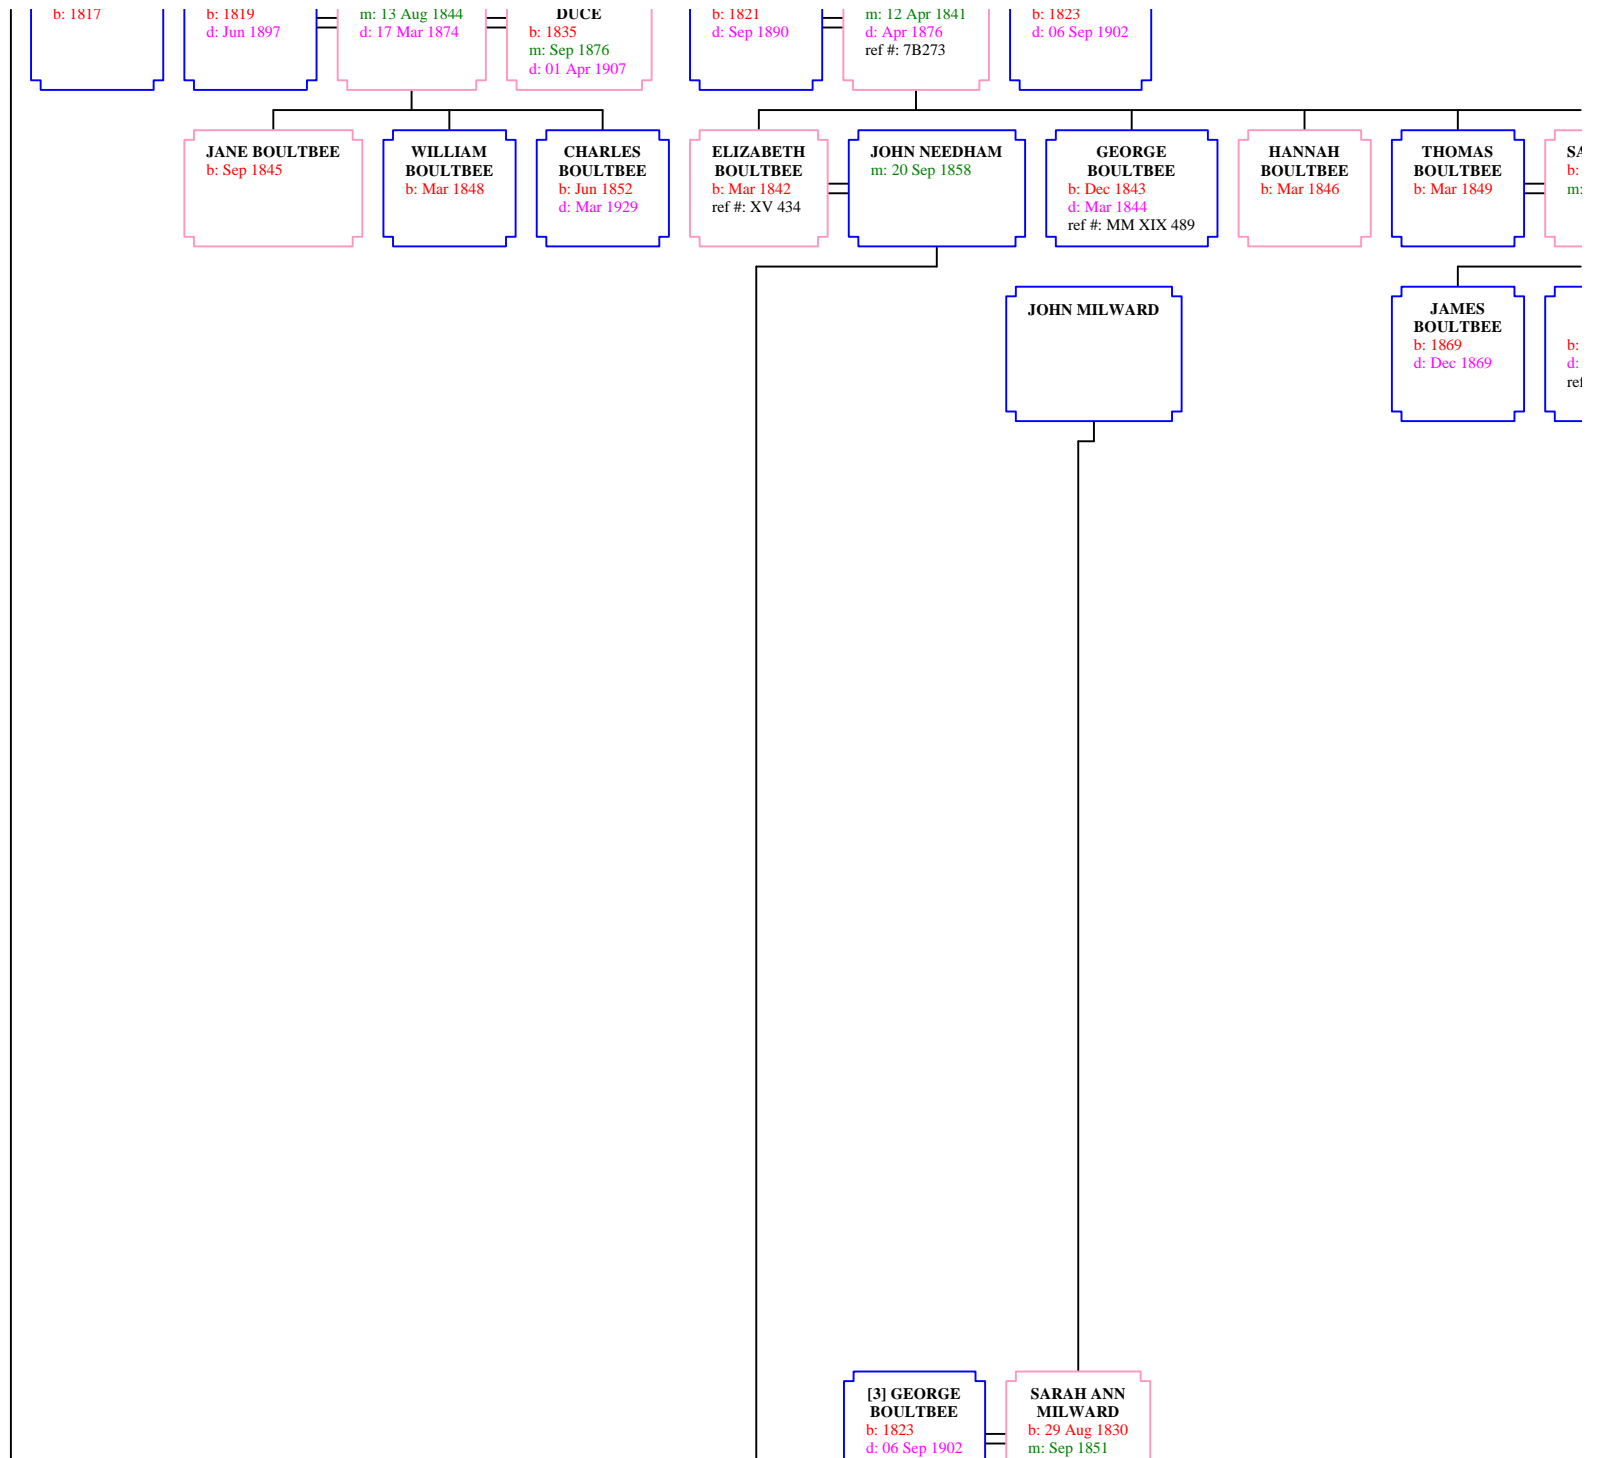 b: 1817
b: 1819
d: Jun 1897
m: 13 Aug 1844
d: 17 Mar 1874
DUCE
b: 1835
m: Sep 1876
d: 01 Apr 1907
b: 1821
d: Sep 1890
m: 12 Apr 1841
d: Apr 1876
ref #: 7B273
b: 1823
d: 06 Sep 1902
JANE BOULTBEE
b: Sep 1845
WILLIAM
BOULTBEE
b: Mar 1848
CHARLES
BOULTBEE
b: Jun 1852
d: Mar 1929
ELIZABETH
BOULTBEE
b: Mar 1842
ref #: XV 434
JOHN NEEDHAM
m: 20 Sep 1858
GEORGE
BOULTBEE
b: Dec 1843
d: Mar 1844
ref #: MM XIX 489
HANNAH
BOULTBEE
b: Mar 1846
THOMAS
BOULTBEE
b: Mar 1849
SA
b:
m:
JOHN MILWARD
JAMES
BOULTBEE
b: 1869
d: Dec 1869
b:
d:
ref
[3] GEORGE
BOULTBEE
b: 1823
d: 06 Sep 1902
SARAH ANN
MILWARD
b: 29 Aug 1830
m: Sep 1851